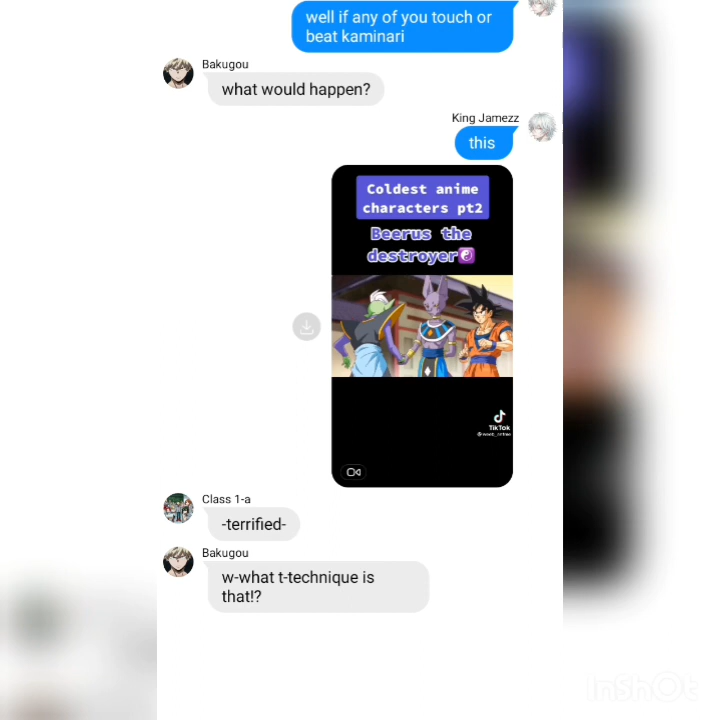 well if any of you touch or
beat kaminari
Bakugou
what would happen?
King Jamezz
this
Coldest anime
characters pt2
Beerus the
destroyer☯️
TikTok
Class 1-a
-terrified-
Bakugou
w-what t-technique is
that!?
InShOt